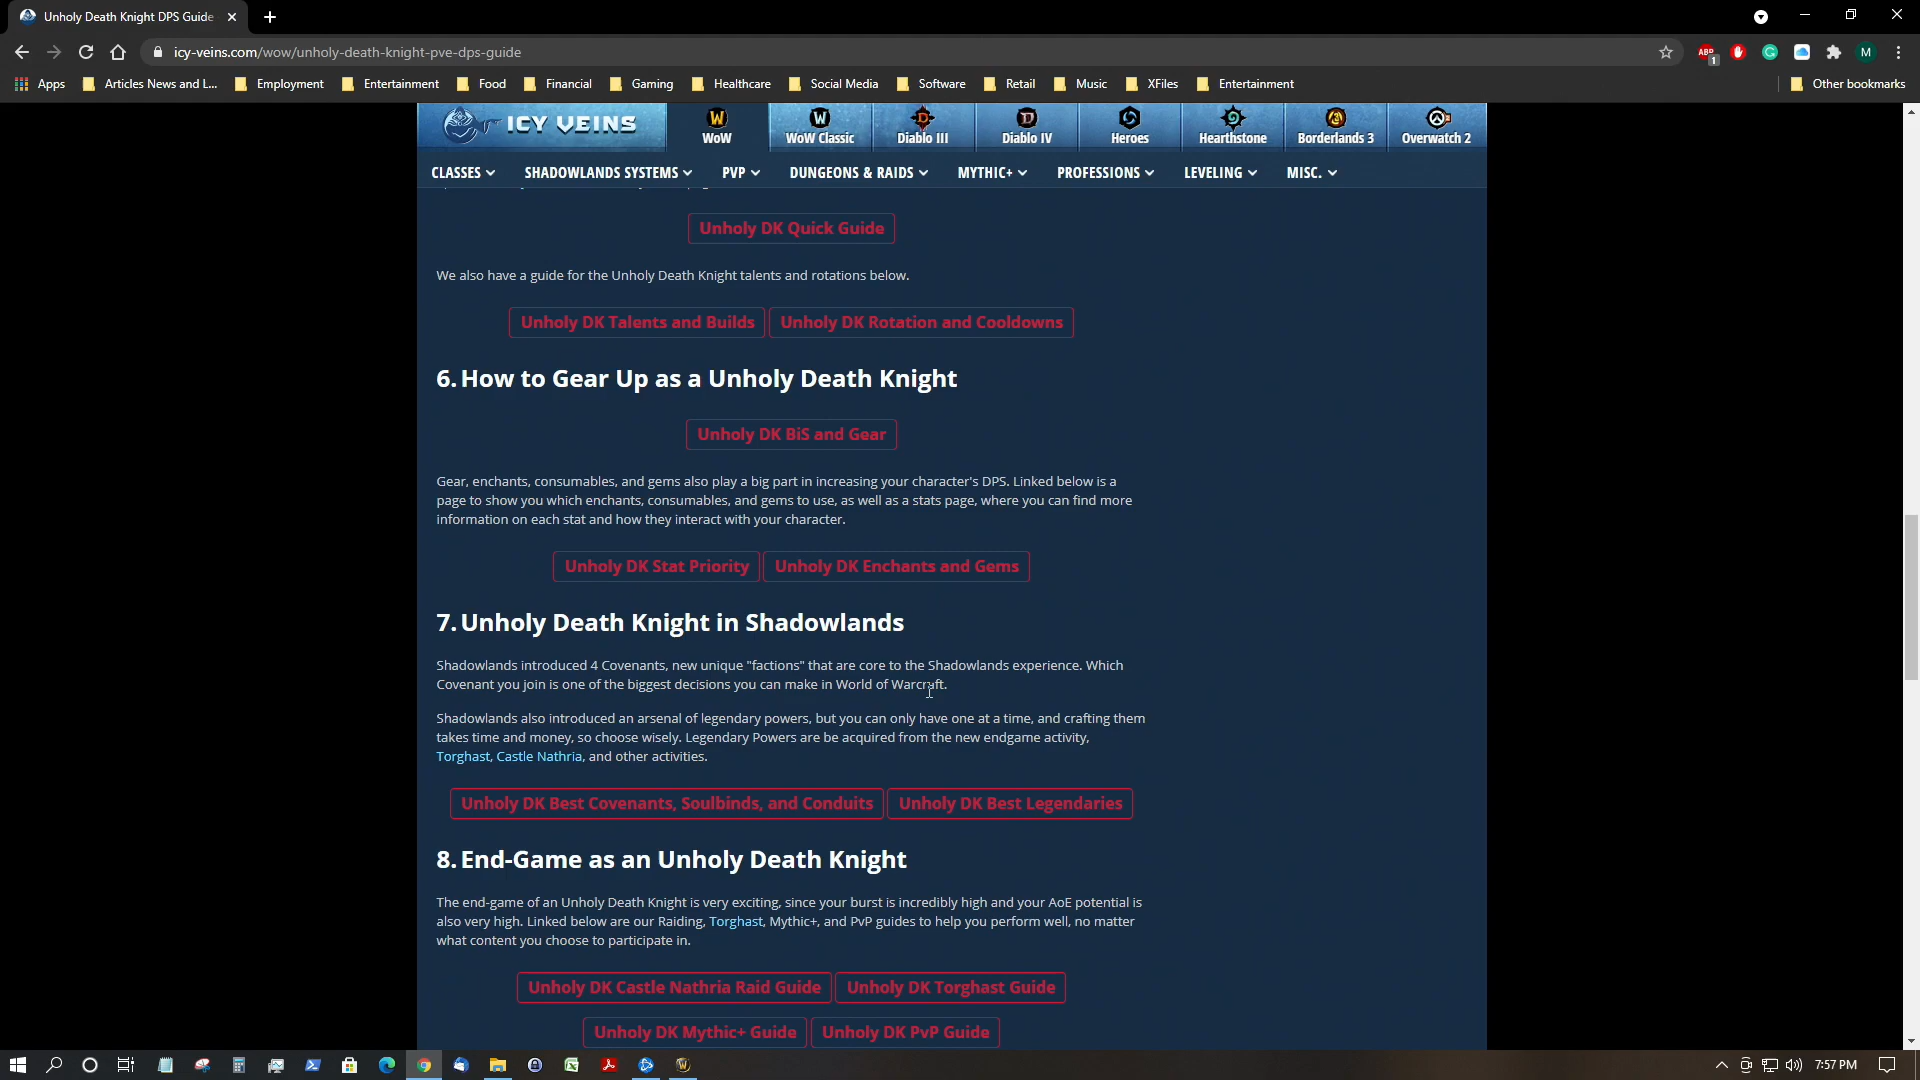 Unholy Death Knight DPS Guide
icy-veins.com/wow/unholy-death-knight-pve-dps-guide
ABP
1
M
Apps
Articles News and L...
Employment
Entertainment
Food
Financial
Gaming
Healthcare
Social Media
Software
Retail
Music
XFiles
Entertainment
Other bookmarks
ICY VEINS
WoW
WoW Classic
Diablo III
Diablo IV
Heroes
Hearthstone
Borderlands 3
Overwatch 2
CLASSES
SHADOWLANDS SYSTEMS
PVP
DUNGEONS & RAIDS
MYTHIC+
PROFESSIONS
LEVELING
MISC.
Unholy DK Quick Guide
We also have a guide for the Unholy Death Knight talents and rotations below.
Unholy DK Talents and Builds
Unholy DK Rotation and Cooldowns
6. How to Gear Up as a Unholy Death Knight
Unholy DK BiS and Gear
Gear, enchants, consumables, and gems also play a big part in increasing your character's DPS. Linked below is a
page to show you which enchants, consumables, and gems to use, as well as a stats page, where you can find more
information on each stat and how they interact with your character.
Unholy DK Stat Priority
Unholy DK Enchants and Gems
7. Unholy Death Knight in Shadowlands
Shadowlands introduced 4 Covenants, new unique "factions" that are core to the Shadowlands experience. Which
Covenant you join is one of the biggest decisions you can make in World of Warcraft.
Shadowlands also introduced an arsenal of legendary powers, but you can only have one at a time, and crafting them
takes time and money, so choose wisely. Legendary Powers are be acquired from the new endgame activity,
Torghast, Castle Nathria, and other activities.
Unholy DK Best Covenants, Soulbinds, and Conduits
Unholy DK Best Legendaries
8. End-Game as an Unholy Death Knight
The end-game of an Unholy Death Knight is very exciting, since your burst is incredibly high and your AoE potential is
also very high. Linked below are our Raiding, Torghast, Mythic+, and PvP guides to help you perform well, no matter
what content you choose to participate in.
Unholy DK Castle Nathria Raid Guide
Unholy DK Torghast Guide
Unholy DK Mythic+ Guide
Unholy DK PvP Guide
7:57 PM